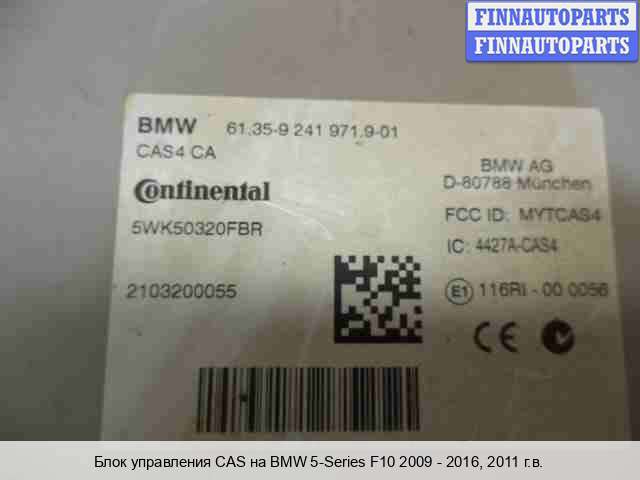 FINNAUTOPARTS
FINNAUTOPARTS
BMW 61.35-9 241 971.9-01
CAS4 CA
Continental
5WK50320FBR
2103200055
BMW AG
D-80788 München
FCC ID: MYTCAS4
IC: 4427A-CAS4
E1 116RI - 00 0056
CE N
Блок управления CAS на BMW 5-Series F10 2009 - 2016, 2011 г.в.